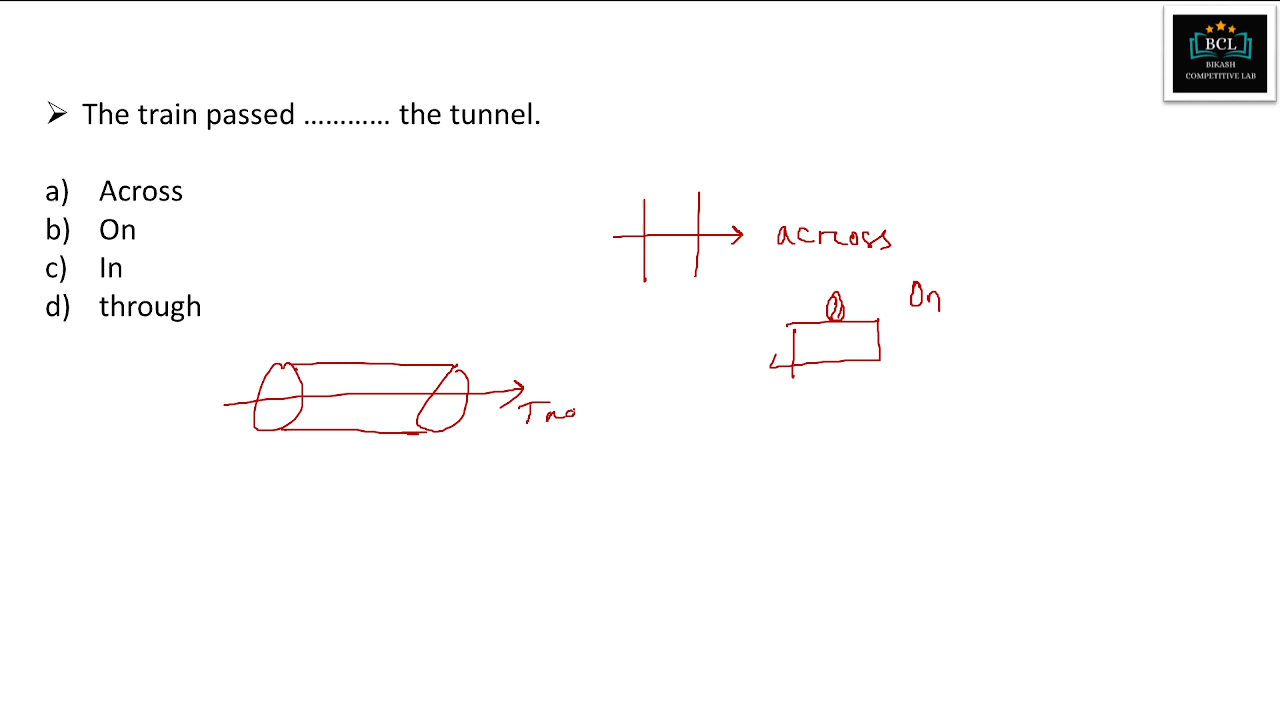 BCL
BIKASH
COMPETITIVE LAB
➢ The train passed ………… the tunnel.
a) Across
b) On
c) In
d) through
across
On